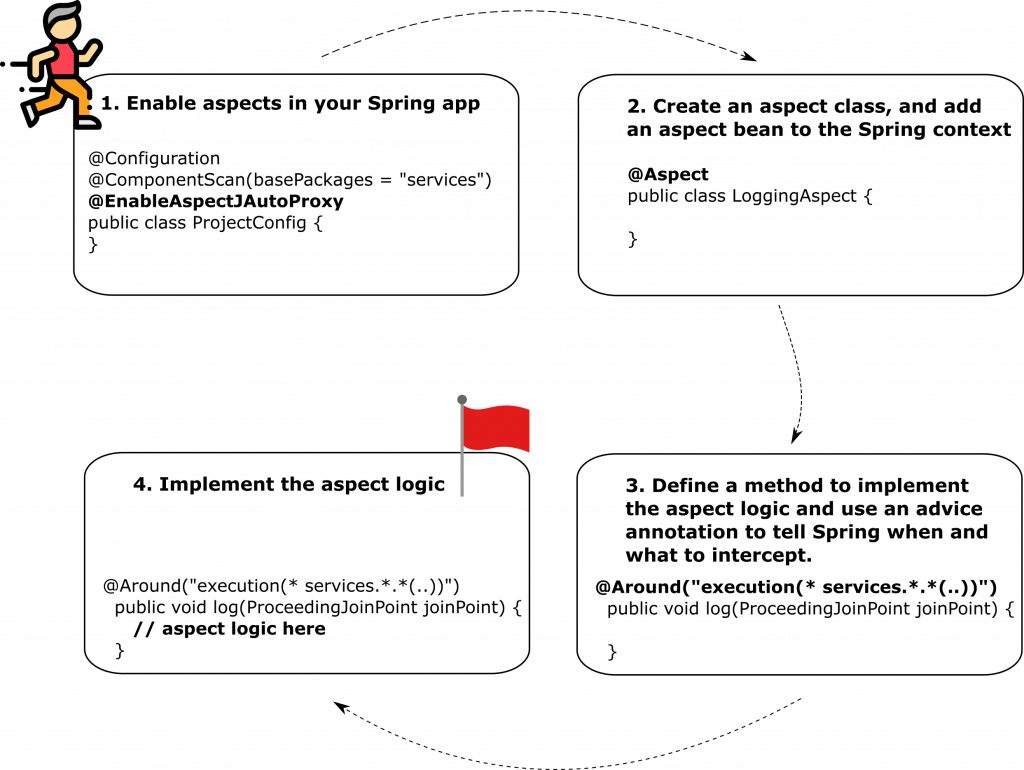 1. Enable aspects in your Spring app
@Configuration
@ComponentScan(basePackages = "services")
@EnableAspectJAutoProxy
public class ProjectConfig {
}
2. Create an aspect class, and add
an aspect bean to the Spring context
@Aspect
public class LoggingAspect {
}
3. Define a method to implement
the aspect logic and use an advice
annotation to tell Spring when and
what to intercept.
@Around("execution(* services.*.*(..))")
public void log(ProceedingJoinPoint joinPoint) {
}
4. Implement the aspect logic
@Around("execution(* services.*.*(..))")
public void log(ProceedingJoinPoint joinPoint) {
// aspect logic here
}